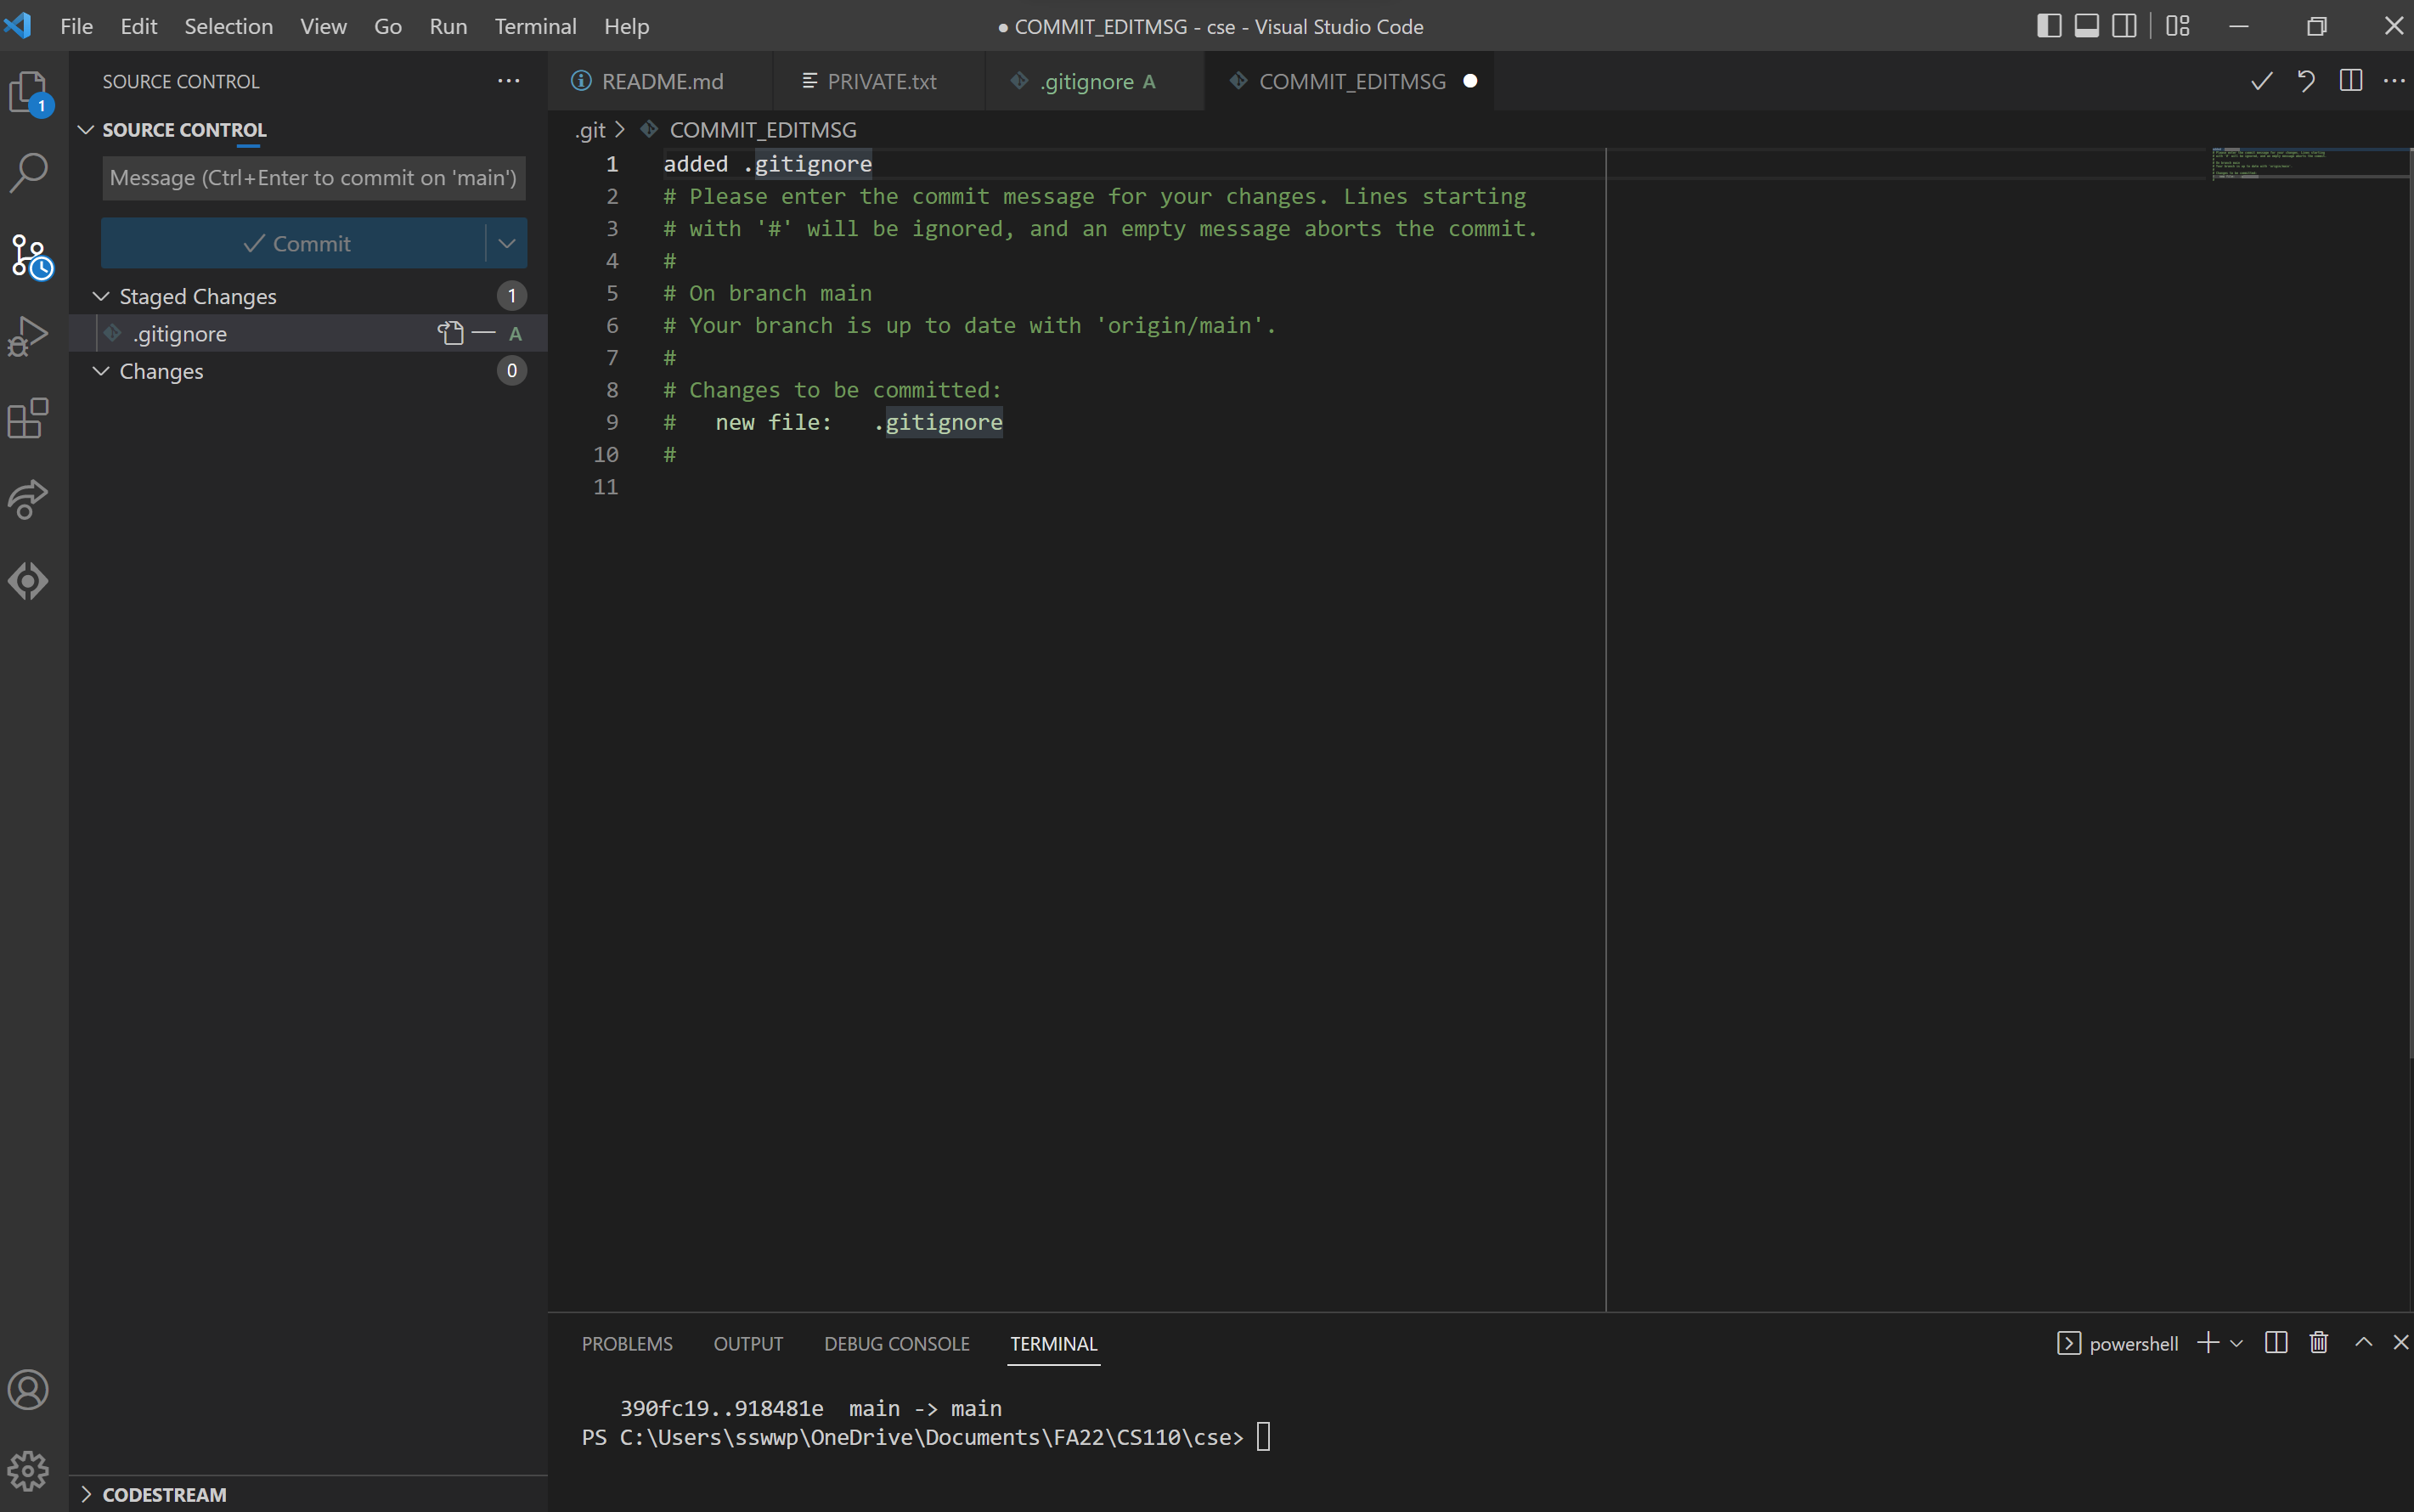 File Edit Selection View Go Run Terminal Help
● COMMIT_EDITMSG - cse - Visual Studio Code
1
SOURCE CONTROL
SOURCE CONTROL
Message (Ctrl+Enter to commit on 'main')
Commit
Staged Changes 1
.gitignore A
Changes 0
CODESTREAM
README.md PRIVATE.txt .gitignore A COMMIT_EDITMSG
.git > COMMIT_EDITMSG
1 added .gitignore
2 # Please enter the commit message for your changes. Lines starting
3 # with '#' will be ignored, and an empty message aborts the commit.
4 #
5 # On branch main
6 # Your branch is up to date with 'origin/main'.
7 #
8 # Changes to be committed:
9 #   new file:   .gitignore
10 #
11
PROBLEMS OUTPUT DEBUG CONSOLE TERMINAL
powershell
390fc19..918481e  main -> main
PS C:\Users\sswwp\OneDrive\Documents\FA22\CS110\cse>